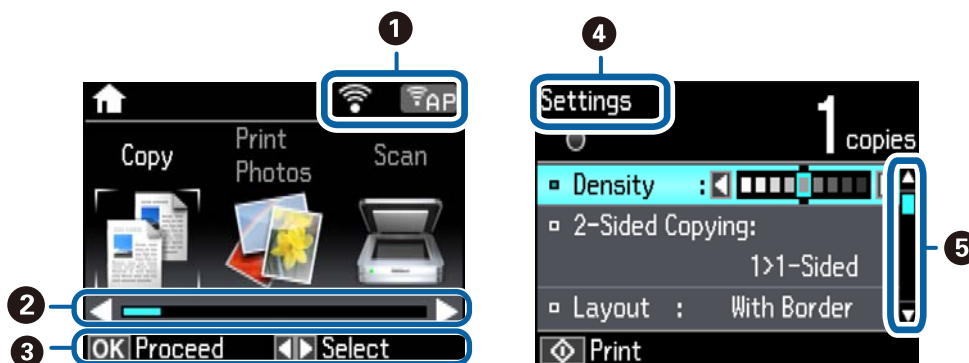 1
AP
Copy
Print
Photos
Scan
2
OK Proceed Select
3
4
Settings
1 copies
Density :
2-Sided Copying:
1>1-Sided
5
Layout : With Border
Print